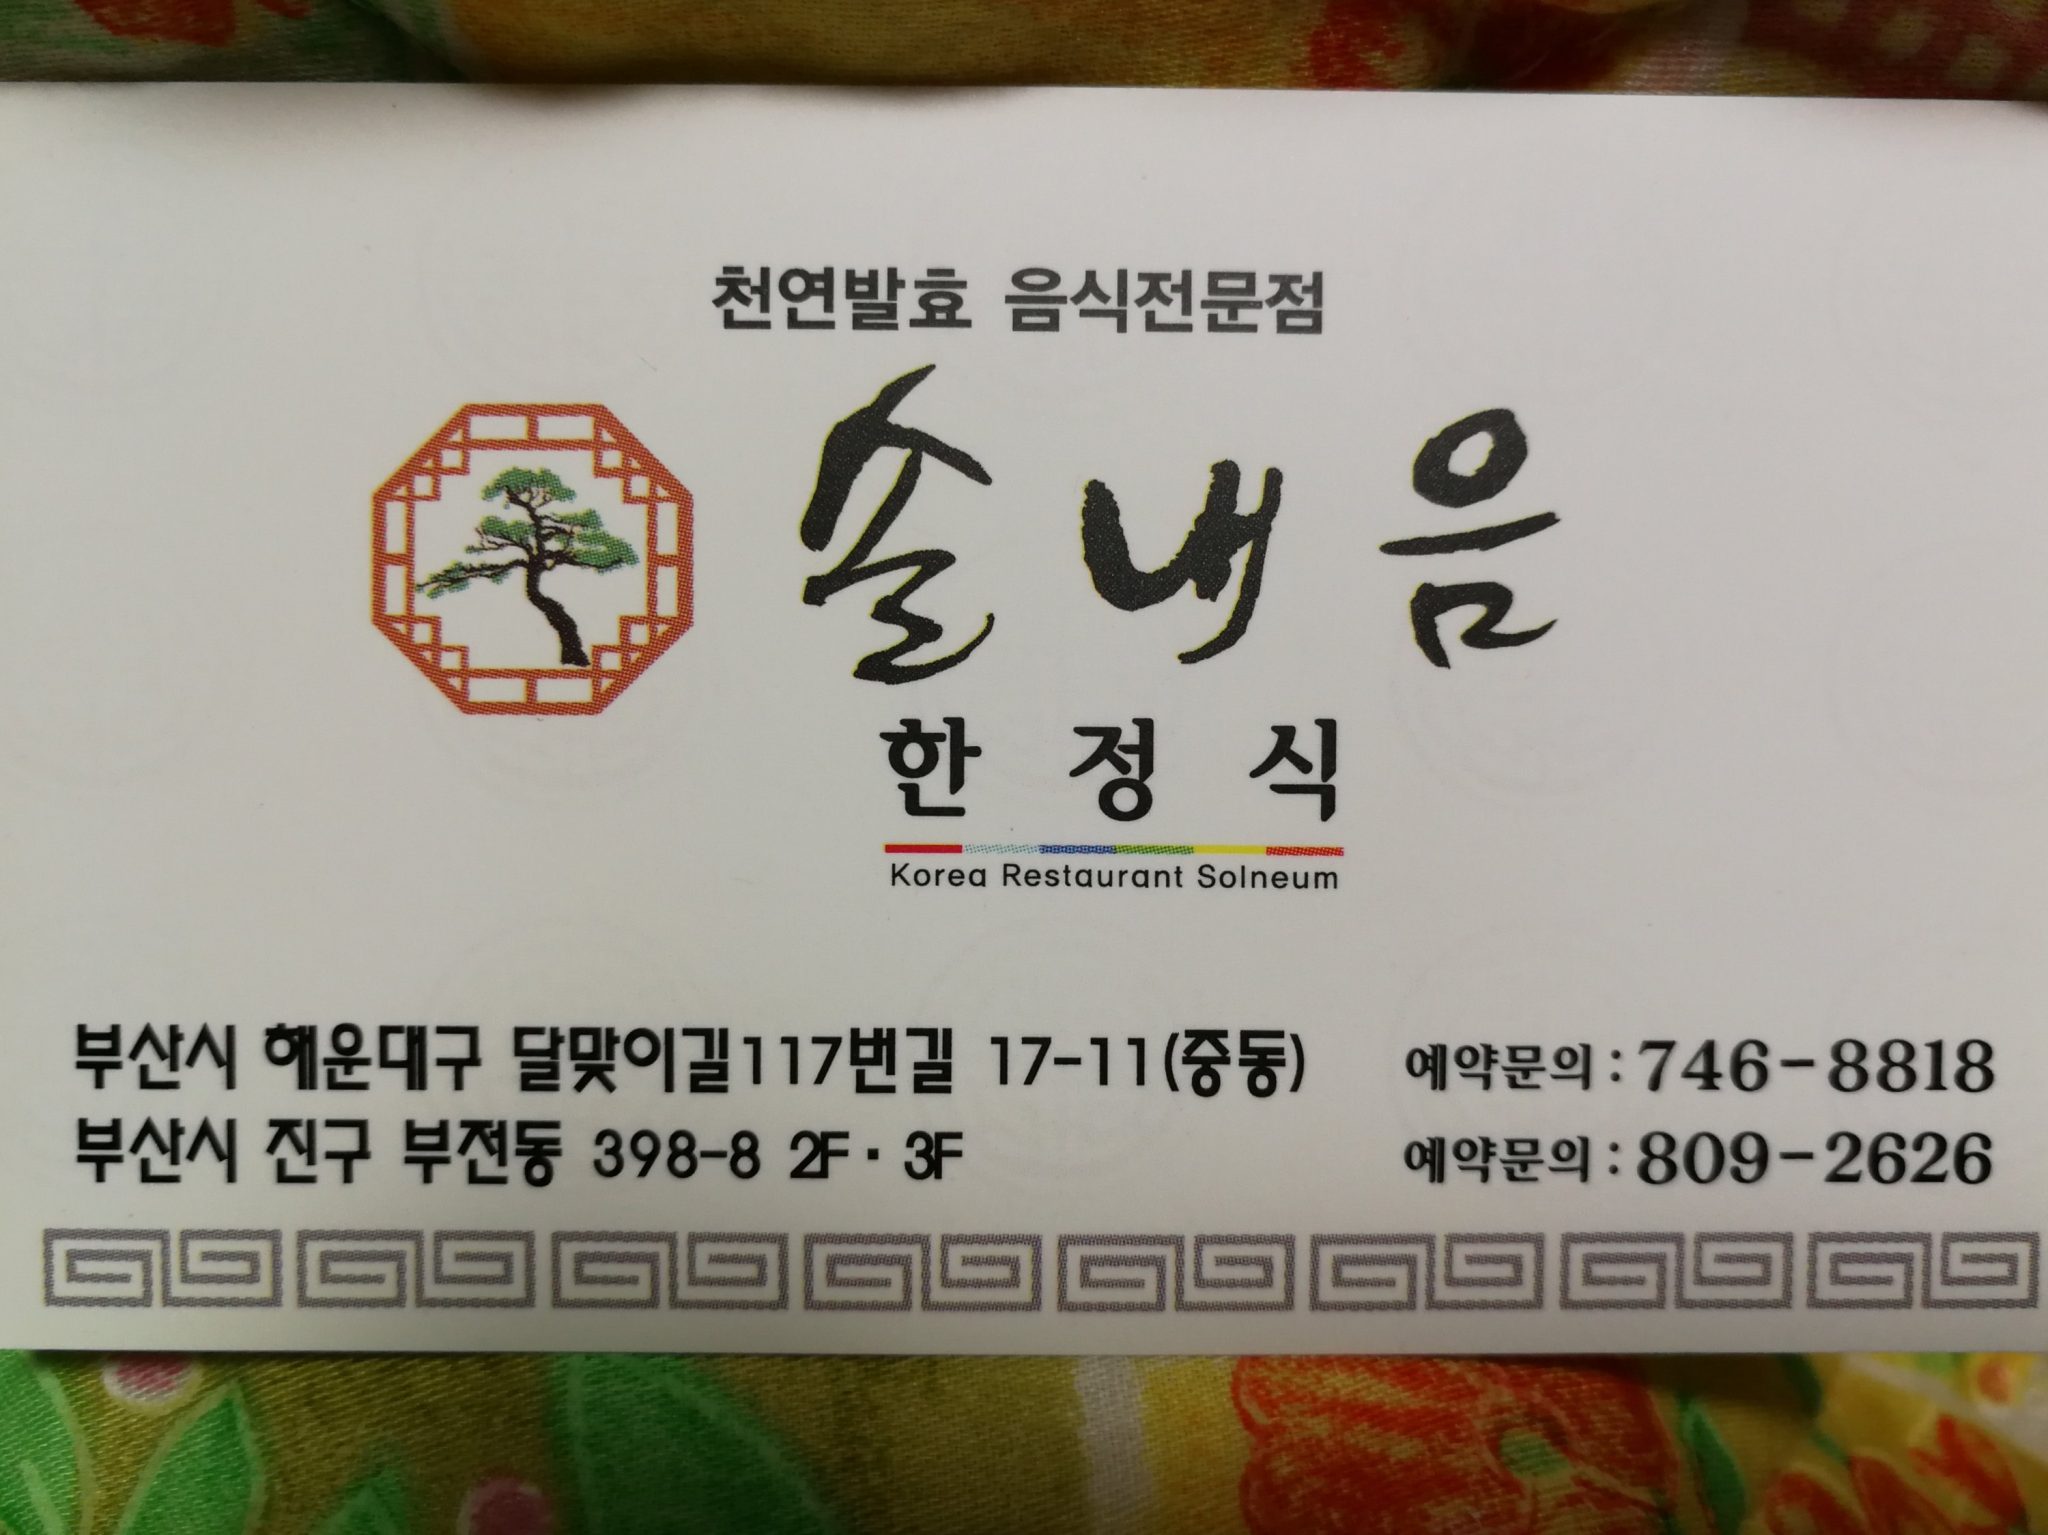 천연발효 음식전문점
솔내음
한정식
Korea Restaurant Solneum
부산시 해운대구 달맞이길117번길 17-11(중동) 예약문의 : 746-8818
부산시 진구 부전동 398-8 2F · 3F 예약문의 : 809-2626